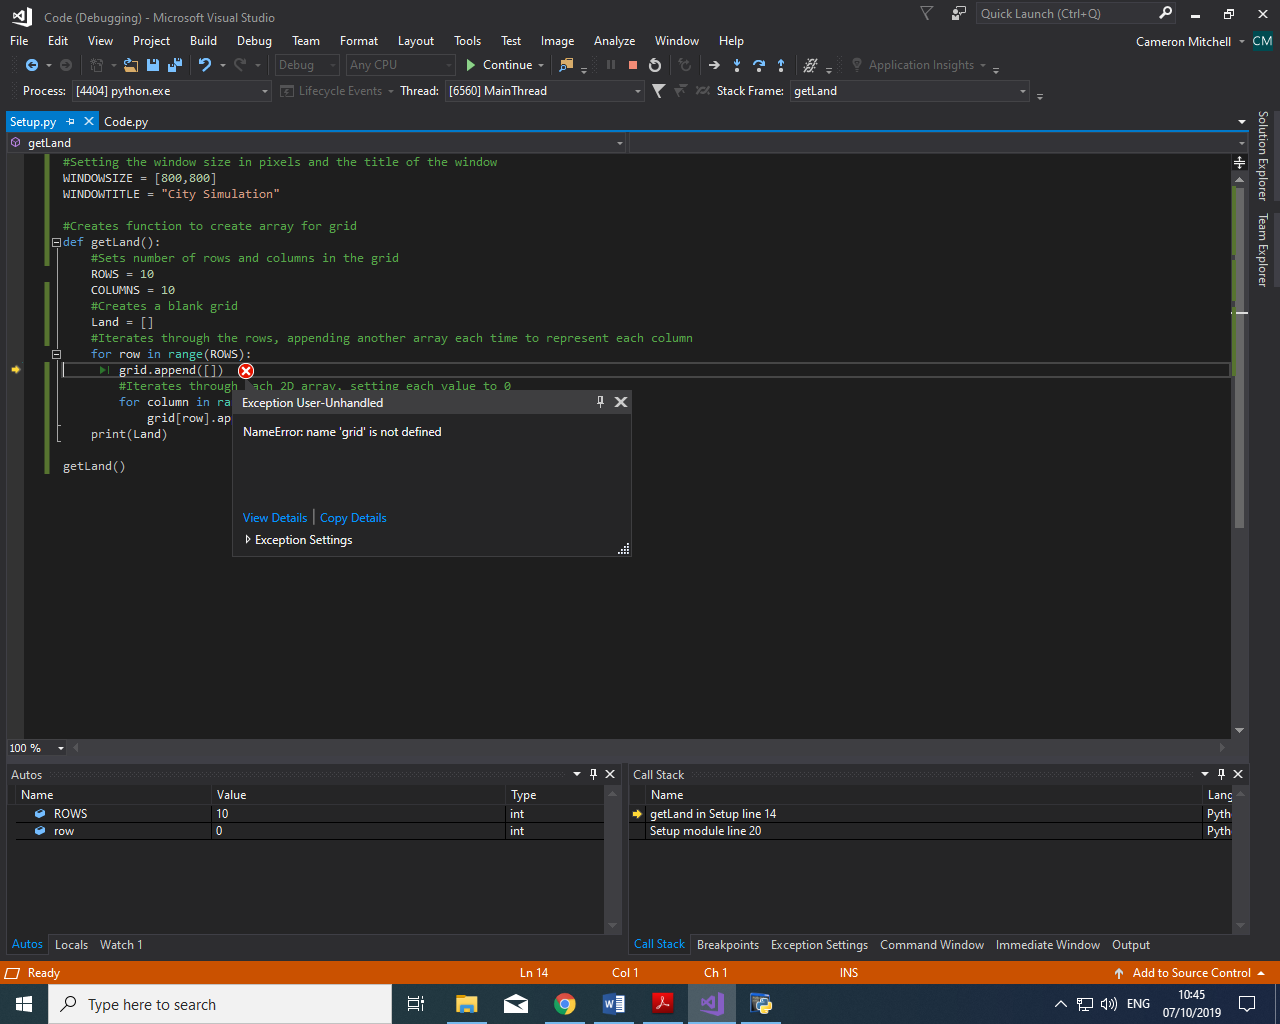 Code (Debugging) - Microsoft Visual Studio
Quick Launch (Ctrl+Q)
File Edit View Project Build Debug Team Format Layout Tools Test Image Analyze Window Help
Cameron Mitchell CM
Debug Any CPU Continue Application Insights
Process: [4404] python.exe Lifecycle Events Thread: [6560] MainThread Stack Frame: getLand
Setup.py Code.py
getLand
#Setting the window size in pixels and the title of the window
WINDOWSIZE = [800,800]
WINDOWTITLE = "City Simulation"
#Creates function to create array for grid
def getLand():
#Sets number of rows and columns in the grid
ROWS = 10
COLUMNS = 10
#Creates a blank grid
Land = []
#Iterates through the rows, appending another array each time to represent each column
for row in range(ROWS):
grid.append([])
#Iterates through each 2D array, setting each value to 0
for column in ra
grid[row].ap
print(Land)
getLand()
Exception User-Unhandled
NameError: name 'grid' is not defined
View Details | Copy Details
Exception Settings
Solution Explorer
Team Explorer
100 %
Autos
Name Value Type
ROWS 10 int
row 0 int
Autos Locals Watch 1
Call Stack
Name Lang
getLand in Setup line 14 Pyth
Setup module line 20 Pyth
Call Stack Breakpoints Exception Settings Command Window Immediate Window Output
Ready Ln 14 Col 1 Ch 1 INS Add to Source Control
Type here to search
ENG
10:45
07/10/2019